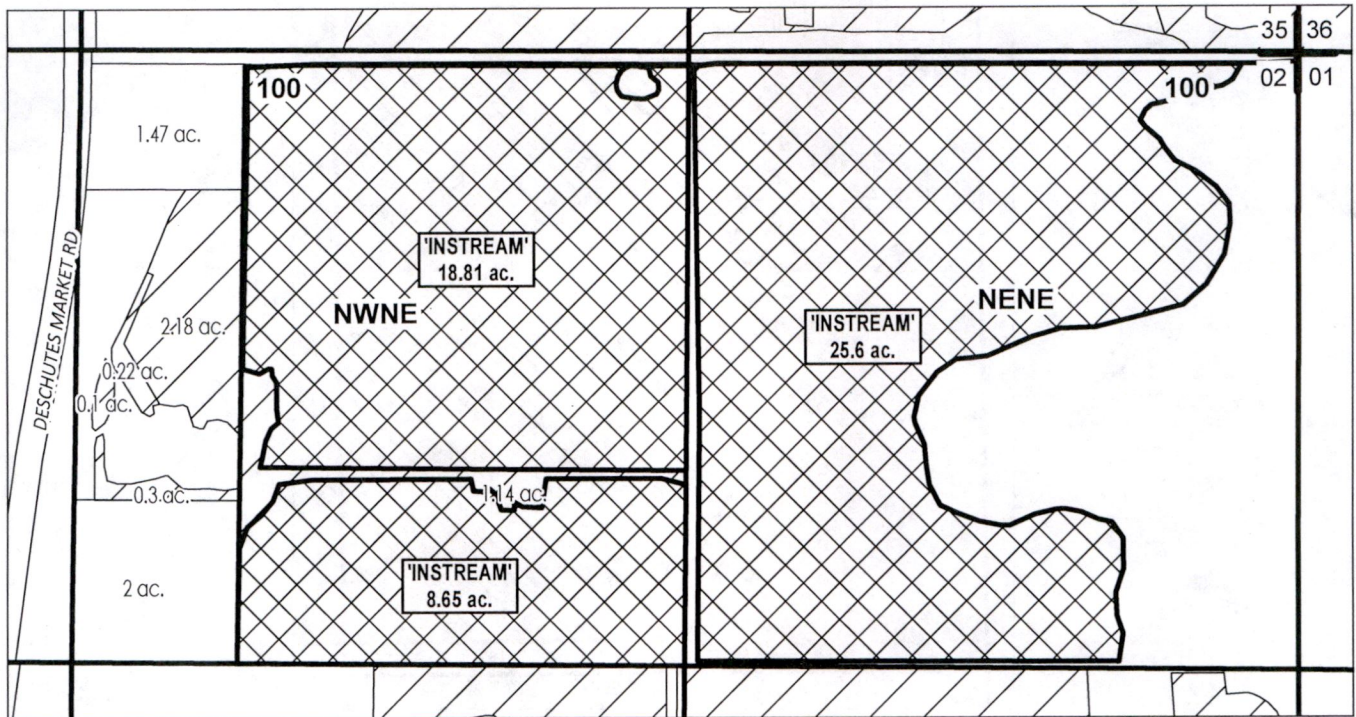 35 36
02 01
100
100
1.47 ac.
'INSTREAM'
18.81 ac.
NWNE
NENE
'INSTREAM'
25.6 ac.
DESCHUTES MARKET RD
2.18 ac.
0.22 ac.
0.1 ac.
0.3 ac.
1.14 ac.
'INSTREAM'
8.65 ac.
2 ac.